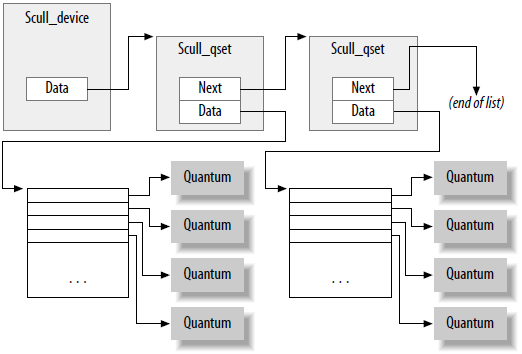 Scull_device
Scull_qset
Scull_qset
Data
Next
Next
Data
Data
(end of list)
Quantum
Quantum
Quantum
Quantum
Quantum
Quantum
Quantum
Quantum
. . .
. . .